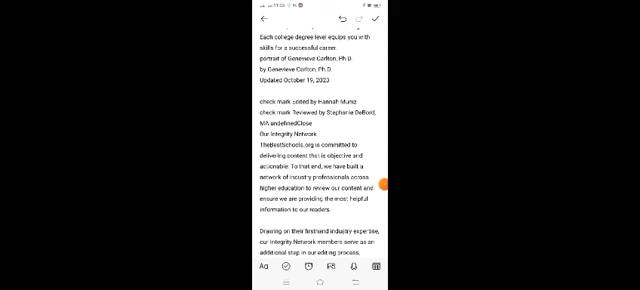 Each college degree level equips you with
skills for a successful career.
portrait of Genevieve Carlton, Ph.D.
by Genevieve Carlton, Ph.D.
Updated October 19, 2023
check mark Edited by Hannah Muniz
check mark Reviewed by Stephanie DeBord,
MA undefinedClose
Our Integrity Network
TheBestSchools.org is committed to
delivering content that is objective and
actionable. To that end, we have built a
network of industry professionals across
higher education to review our content and
ensure we are providing the most helpful
information to our readers.
Drawing on their firsthand industry expertise,
our Integrity Network members serve as an
additional step in our editing process,
Aa